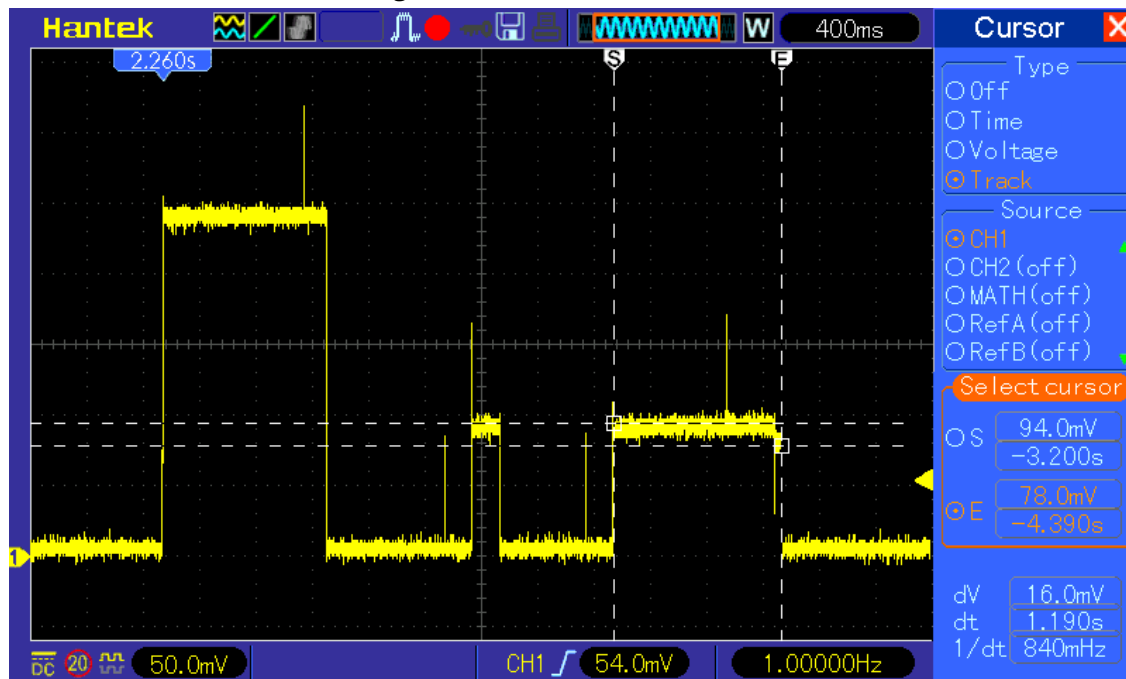 Hantek W 400ms Cursor X
2.260s
S E
Type
Off
Time
Voltage
Track
Source
CH1
CH2(off)
MATH(off)
RefA(off)
RefB(off)
Select cursor
S 94.0mV
-3.200s
E 78.0mV
-4.390s
1
dV 16.0mV
dt 1.190s
1/dt 840mHz
DC 20 50.0mV CH1 54.0mV 1.00000Hz